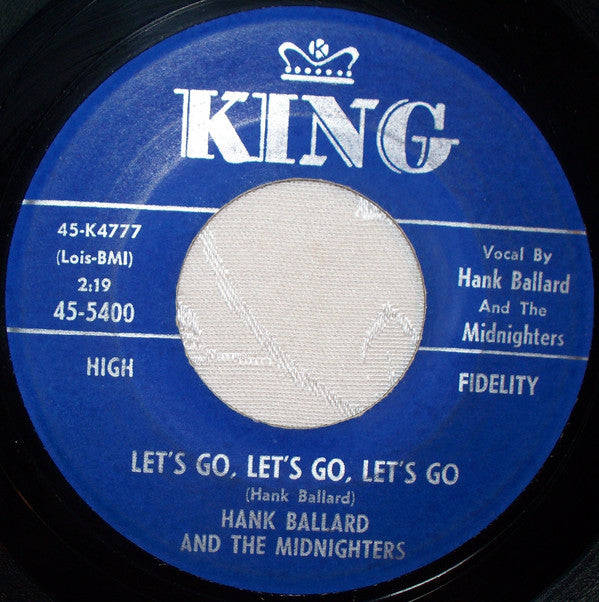 K
KING
45-K4777
(Lois-BMI)
2:19
45-5400
Vocal By
Hank Ballard
And The
Midnighters
HIGH
FIDELITY
LET'S GO, LET'S GO, LET'S GO
(Hank Ballard)
HANK BALLARD
AND THE MIDNIGHTERS